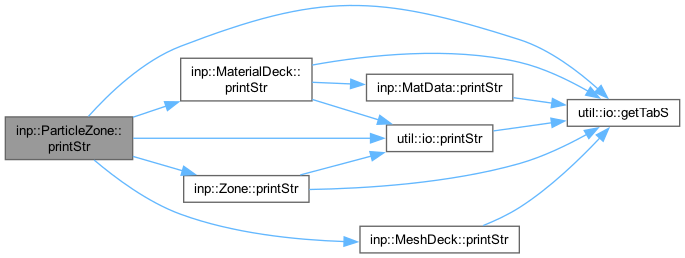 inp::ParticleZone::
printStr
inp::MaterialDeck::
printStr
inp::MatData::printStr
util::io::printStr
inp::Zone::printStr
inp::MeshDeck::printStr
util::io::getTabS